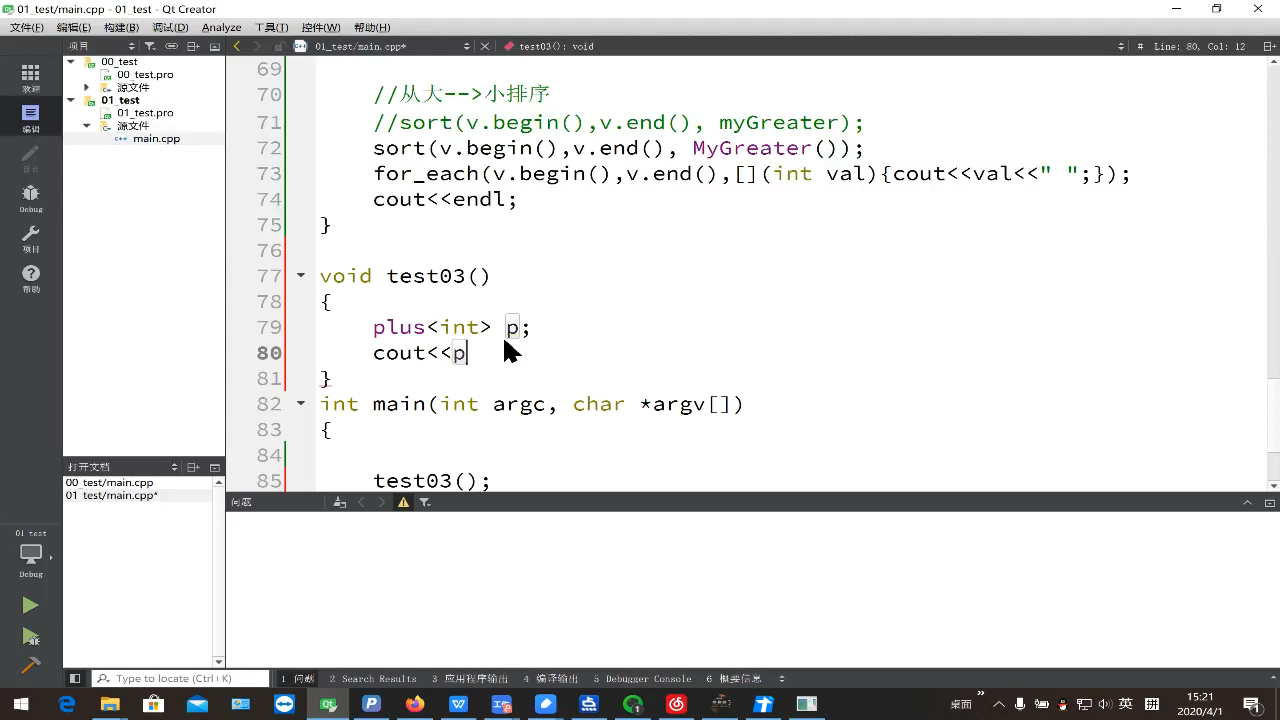 01_test/main.cpp - 01_test - Qt Creator
文件(F) 编辑(E) 构建(B) 调试(D) Analyze 工具(T) 控件(W) 帮助(H)
项目
01_test/main.cpp*
test03(): void
# Line: 80, Col: 12
00_test
00_test.pro
源文件
01_test
01_test.pro
源文件
main.cpp
欢迎
编辑
设计
Debug
项目
帮助
69
70 //从大-->小排序
71 //sort(v.begin(),v.end(), myGreater);
72 sort(v.begin(),v.end(), MyGreater());
73 for_each(v.begin(),v.end(),[](int val){cout<<val<<" ";});
74 cout<<endl;
75 }
76
77 void test03()
78 {
79 plus<int> p;
80 cout<<p
81 }
82 int main(int argc, char *argv[])
83 {
84
85 test03();
打开文档
00_test/main.cpp
01_test/main.cpp*
问题
01 test
Debug
Type to locate (Ctrl+K)
1 问题 2 Search Results 3 应用程序输出 4 编译输出 5 Debugger Console 6 概要信息
桌面
英
拼
15:21
2020/4/1